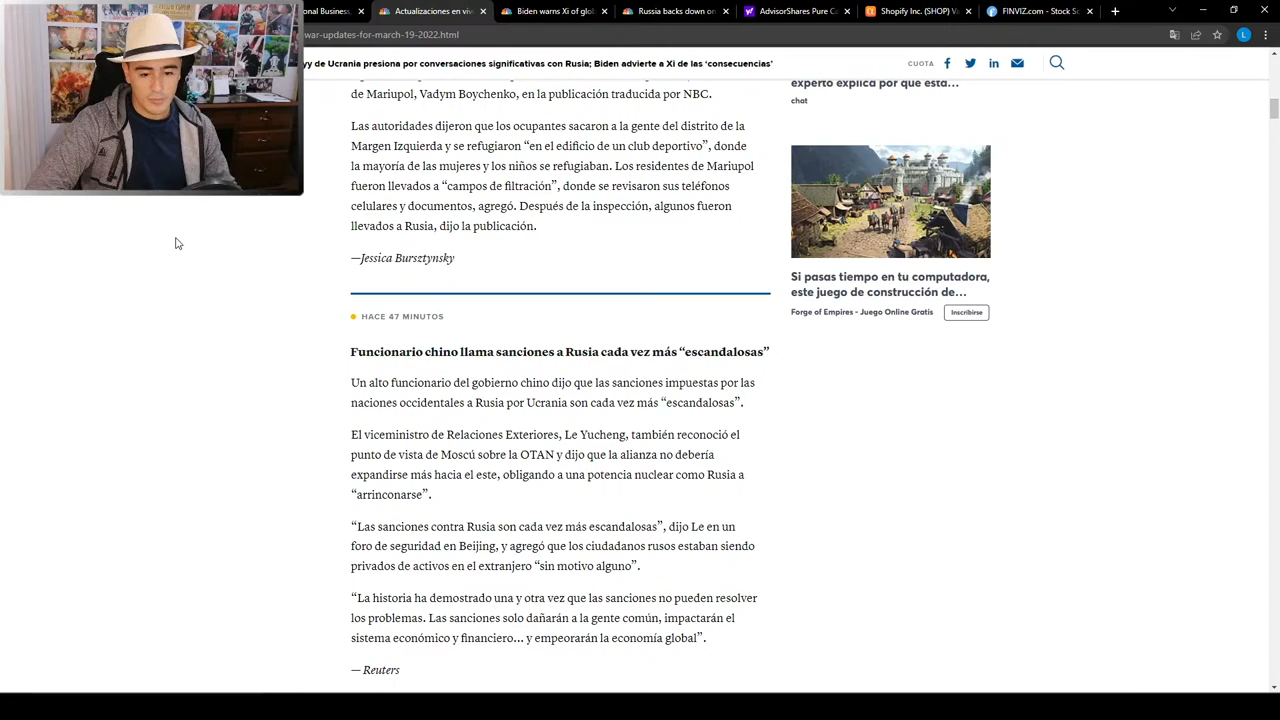 onal Business
Actualizaciones en viv
Biden warns Xi of glob
Russia backs down on
AdvisorShares Pure Ca
Shopify Inc. (SHOP) Va
FINVIZ.com - Stock Sc
L
war-updates-for-march-19-2022.html
yy de Ucrania presiona por conversaciones significativas con Rusia; Biden advierte a Xi de las ‘consecuencias’
CUOTA
de Mariupol, Vadym Boychenko, en la publicación traducida por NBC.
Las autoridades dijeron que los ocupantes sacaron a la gente del distrito de la
Margen Izquierda y se refugiaron “en el edificio de un club deportivo”, donde
la mayoría de las mujeres y los niños se refugiaban. Los residentes de Mariupol
fueron llevados a “campos de filtración”, donde se revisaron sus teléfonos
celulares y documentos, agregó. Después de la inspección, algunos fueron
llevados a Rusia, dijo la publicación.
—Jessica Bursztynsky
HACE 47 MINUTOS
Funcionario chino llama sanciones a Rusia cada vez más “escandalosas”
Un alto funcionario del gobierno chino dijo que las sanciones impuestas por las
naciones occidentales a Rusia por Ucrania son cada vez más “escandalosas”.
El viceministro de Relaciones Exteriores, Le Yucheng, también reconoció el
punto de vista de Moscú sobre la OTAN y dijo que la alianza no debería
expandirse más hacia el este, obligando a una potencia nuclear como Rusia a
“arrinconarse”.
“Las sanciones contra Rusia son cada vez más escandalosas”, dijo Le en un
foro de seguridad en Beijing, y agregó que los ciudadanos rusos estaban siendo
privados de activos en el extranjero “sin motivo alguno”.
“La historia ha demostrado una y otra vez que las sanciones no pueden resolver
los problemas. Las sanciones solo dañarán a la gente común, impactarán el
sistema económico y financiero... y empeorarán la economía global”.
— Reuters
experto explica por qué esta…
chat
Si pasas tiempo en tu computadora,
este juego de construcción de…
Forge of Empires - Juego Online Gratis
Inscribirse